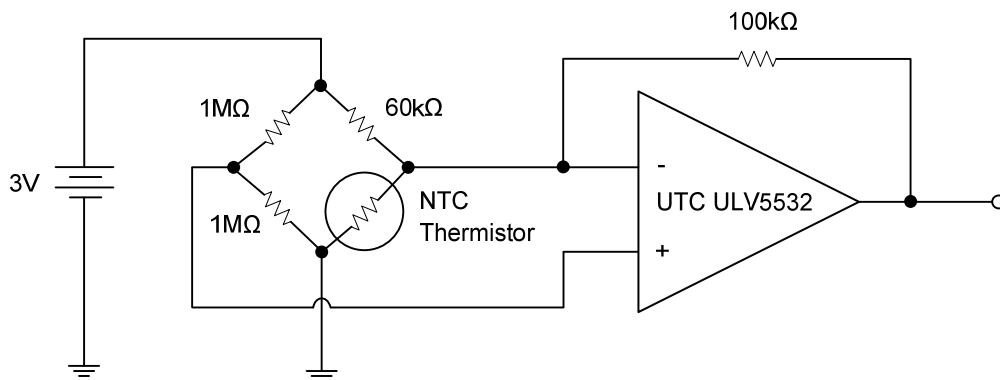 100kΩ
1MΩ
60kΩ
3V
1MΩ
NTC
Thermistor
-
UTC ULV5532
+